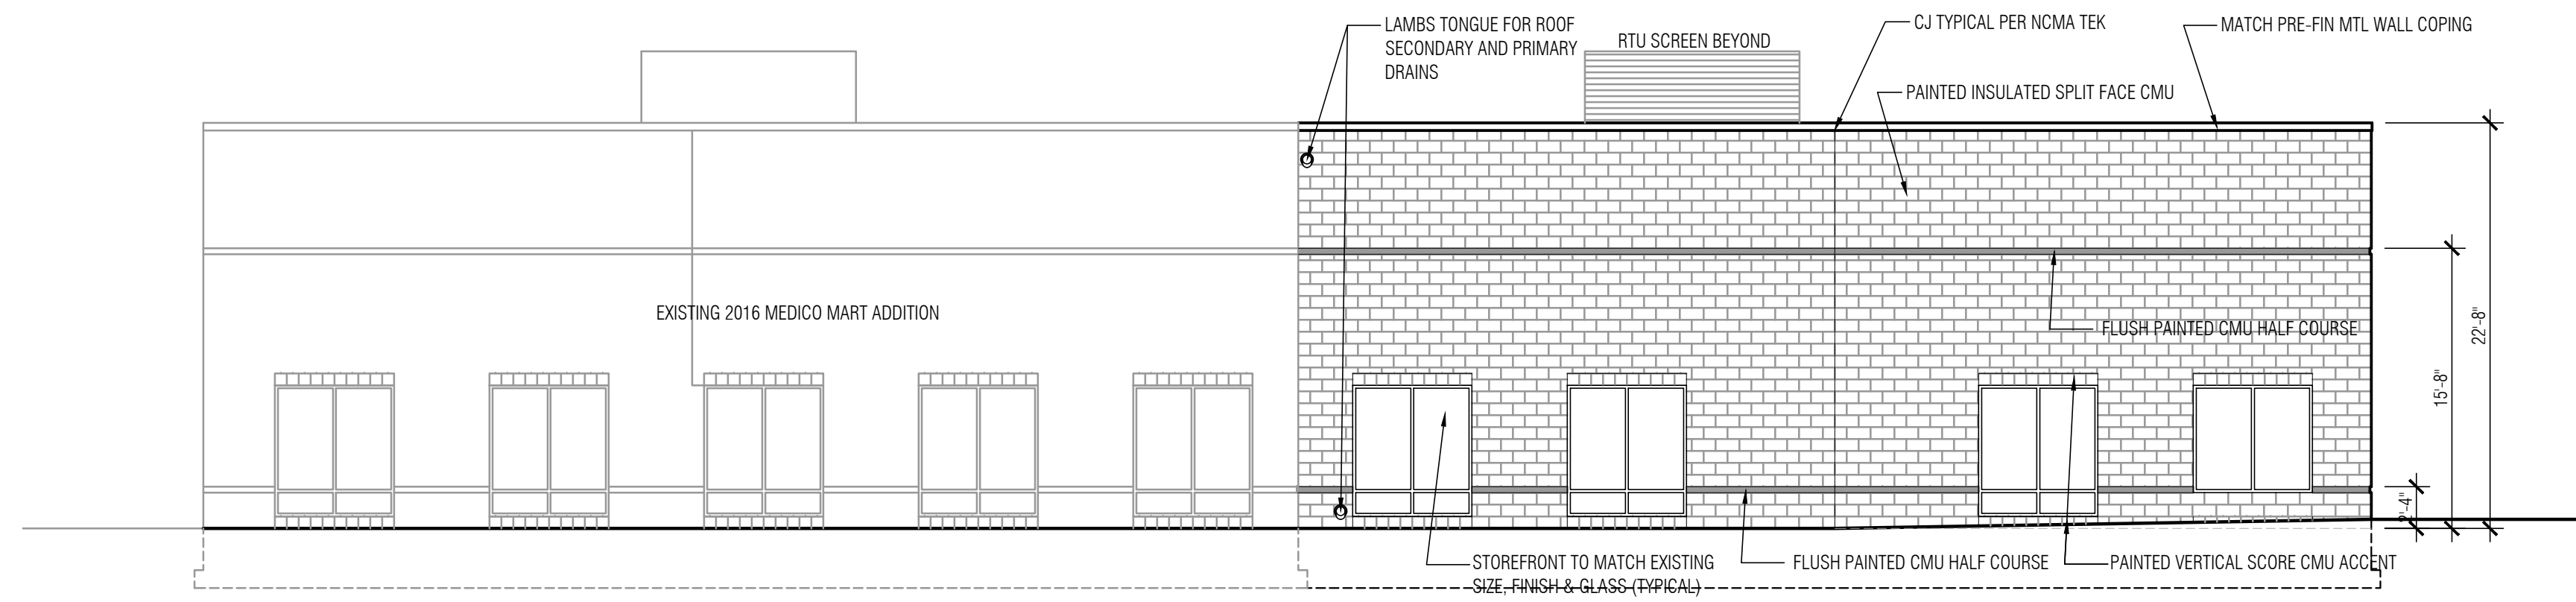 LAMBS TONGUE FOR ROOF
SECONDARY AND PRIMARY
DRAINS
RTU SCREEN BEYOND
CJ TYPICAL PER NCMA TEK
MATCH PRE-FIN MTL WALL COPING
PAINTED INSULATED SPLIT FACE CMU
EXISTING 2016 MEDICO MART ADDITION
FLUSH PAINTED CMU HALF COURSE
22'-8"
15'-8"
STOREFRONT TO MATCH EXISTING
SIZE, FINISH & GLASS (TYPICAL)
FLUSH PAINTED CMU HALF COURSE
PAINTED VERTICAL SCORE CMU ACCENT